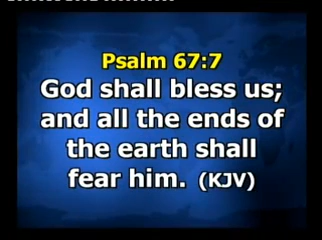 Psalm 67:7
God shall bless us;
and all the ends of
the earth shall
fear him. (KJV)